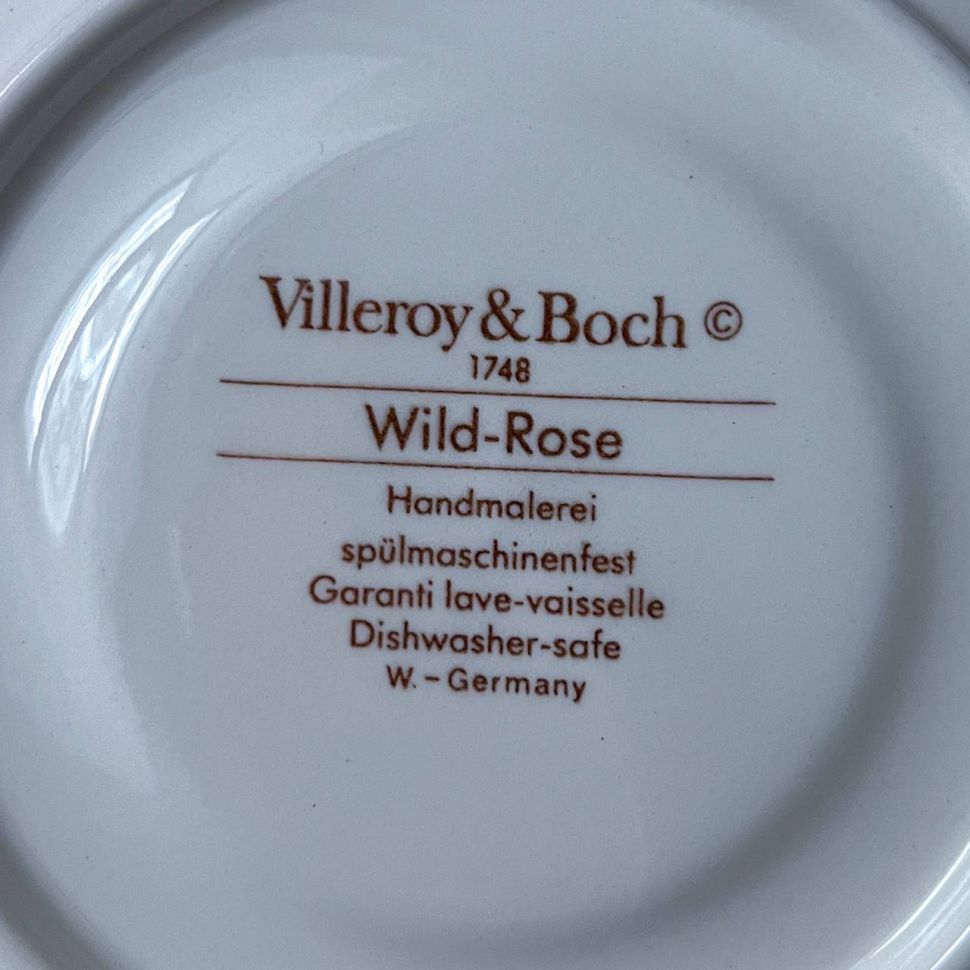 Villeroy & Boch ©
1748
Wild-Rose
Handmalerei
spülmaschinenfest
Garanti lave-vaisselle
Dishwasher-safe
W. – Germany